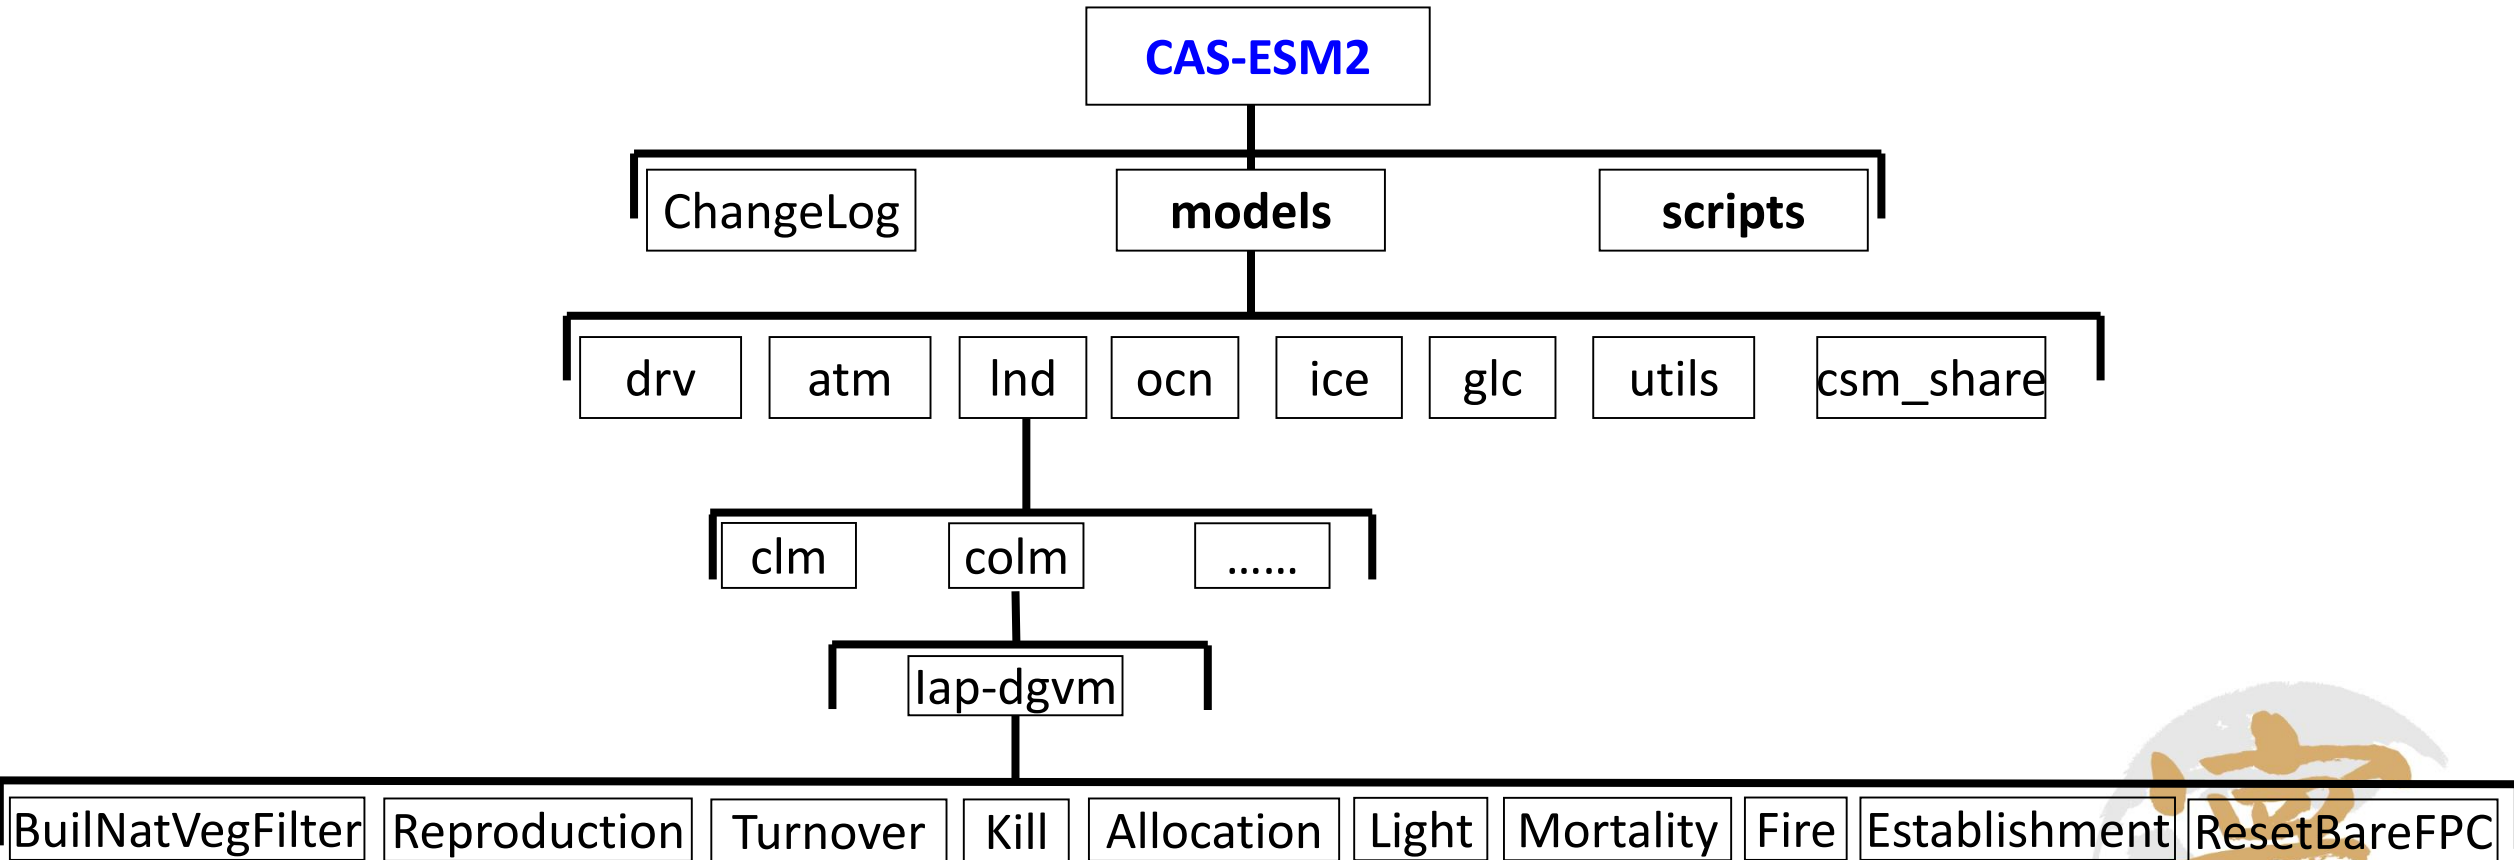 CAS-ESM2
ChangeLog models scripts
drv atm lnd ocn ice glc utils csm_share
clm colm ......
lap-dgvm
BuilNatVegFilter Reproduction Turnover Kill Allocation Light Mortality Fire Establishment ResetBareFPC